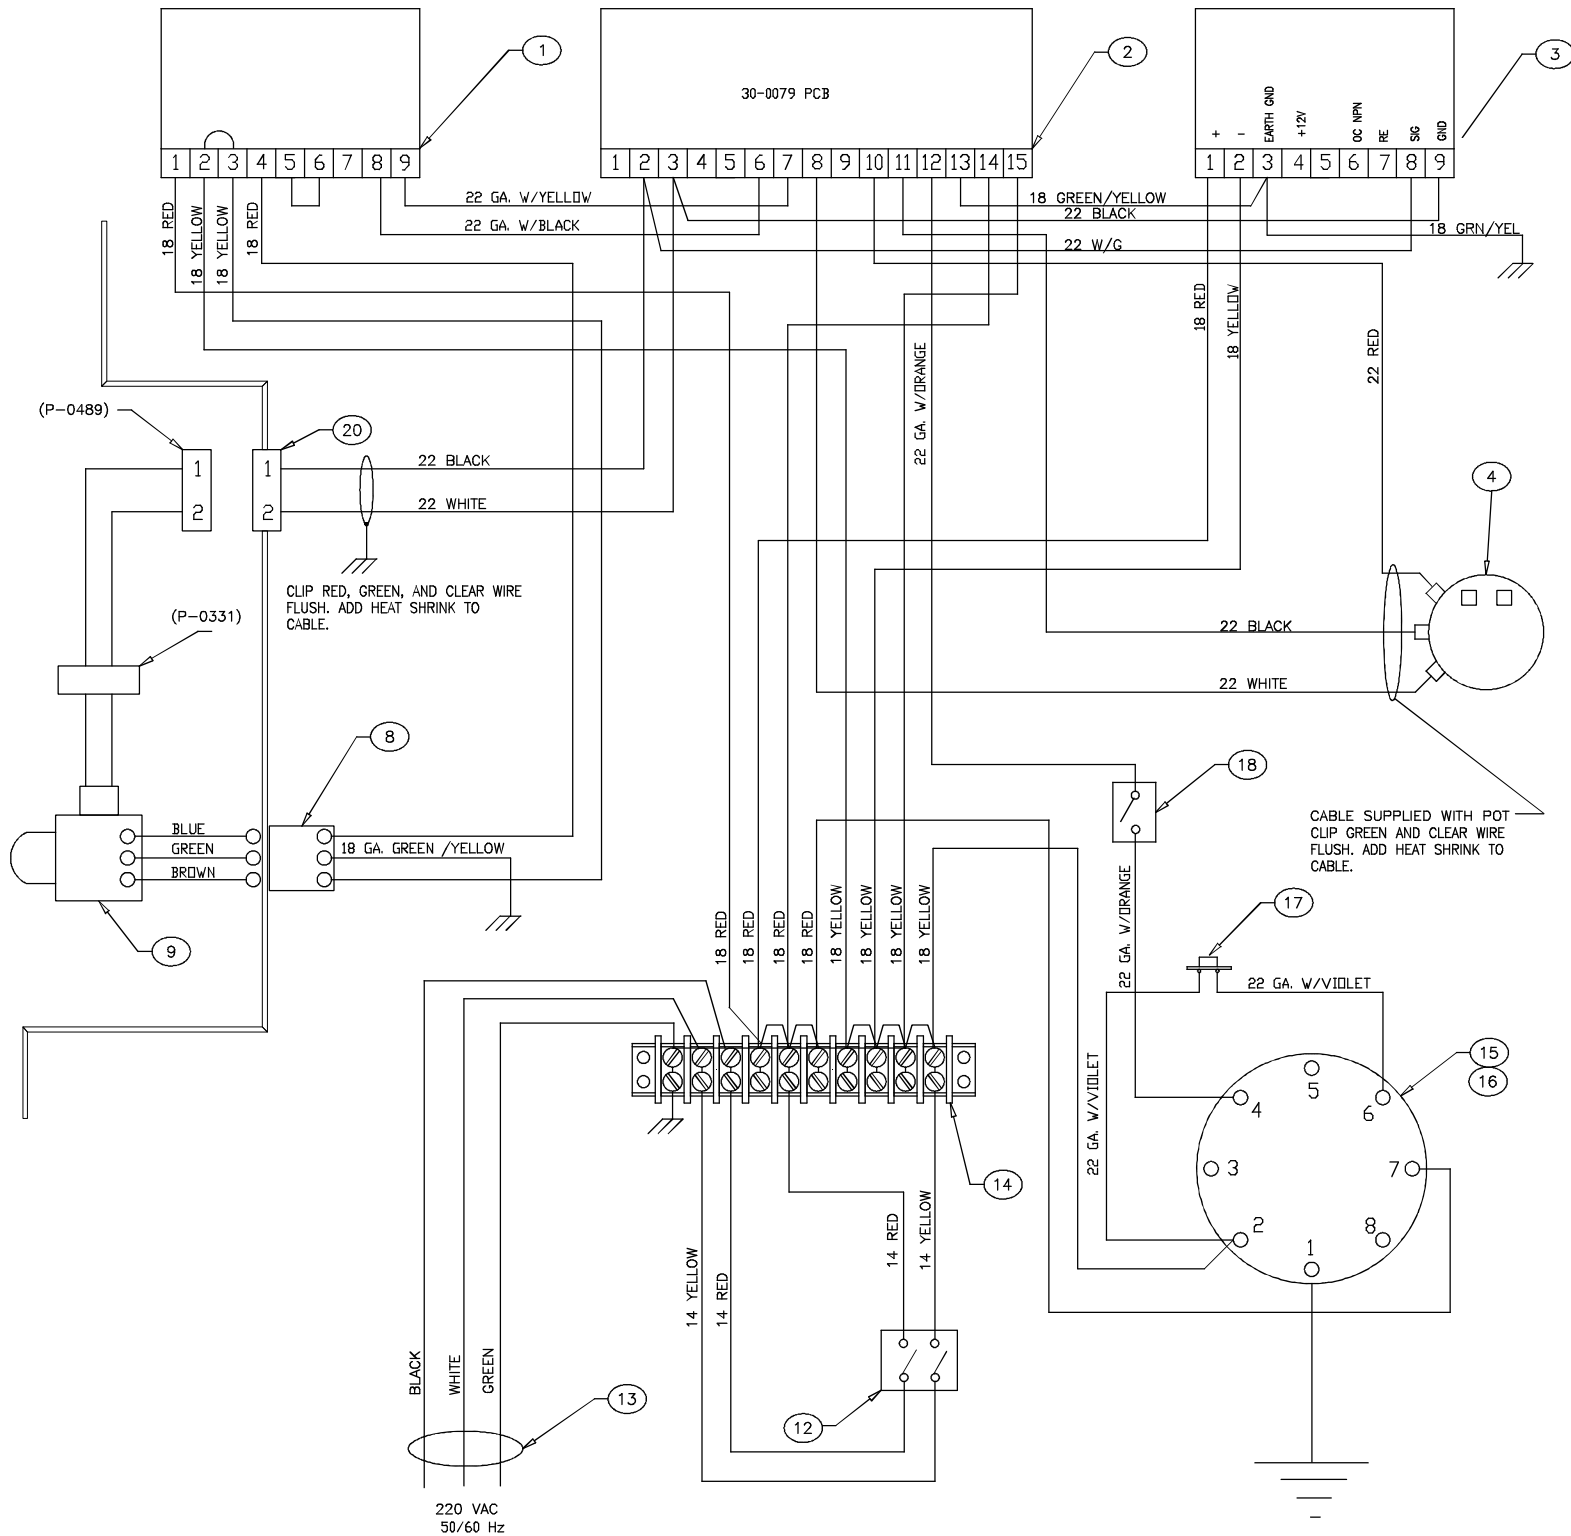 1
2
3
30-0079 PCB
+
-
EARTH GND
+12V
OC NPN
RE
SIG
GND
1 2 3 4 5 6 7 8 9
1 2 3 4 5 6 7 8 9 10 11 12 13 14 15
1 2 3 4 5 6 7 8 9
18 RED
18 YELLOW
18 YELLOW
18 RED
22 GA. W/YELLOW
22 GA. W/BLACK
18 GREEN/YELLOW
22 BLACK
22 W/G
18 GRN/YEL
18 RED
18 YELLOW
22 RED
22 GA. W/ORANGE
(P-0489)
20
1
2
1
2
22 BLACK
22 WHITE
4
CLIP RED, GREEN, AND CLEAR WIRE
FLUSH. ADD HEAT SHRINK TO
CABLE.
(P-0331)
22 BLACK
22 WHITE
8
18
CABLE SUPPLIED WITH POT
CLIP GREEN AND CLEAR WIRE
FLUSH. ADD HEAT SHRINK TO
CABLE.
BLUE
GREEN
BROWN
18 GA. GREEN /YELLOW
9
18 RED
18 RED
18 RED
18 RED
18 YELLOW
18 YELLOW
18 YELLOW
18 YELLOW
22 GA. W/ORANGE
17
22 GA. W/VIOLET
22 GA. W/VIOLET
15
16
5
4
6
3
7
2
8
1
14
14 YELLOW
14 RED
14 RED
14 YELLOW
BLACK
WHITE
GREEN
13
12
220 VAC
50/60 Hz